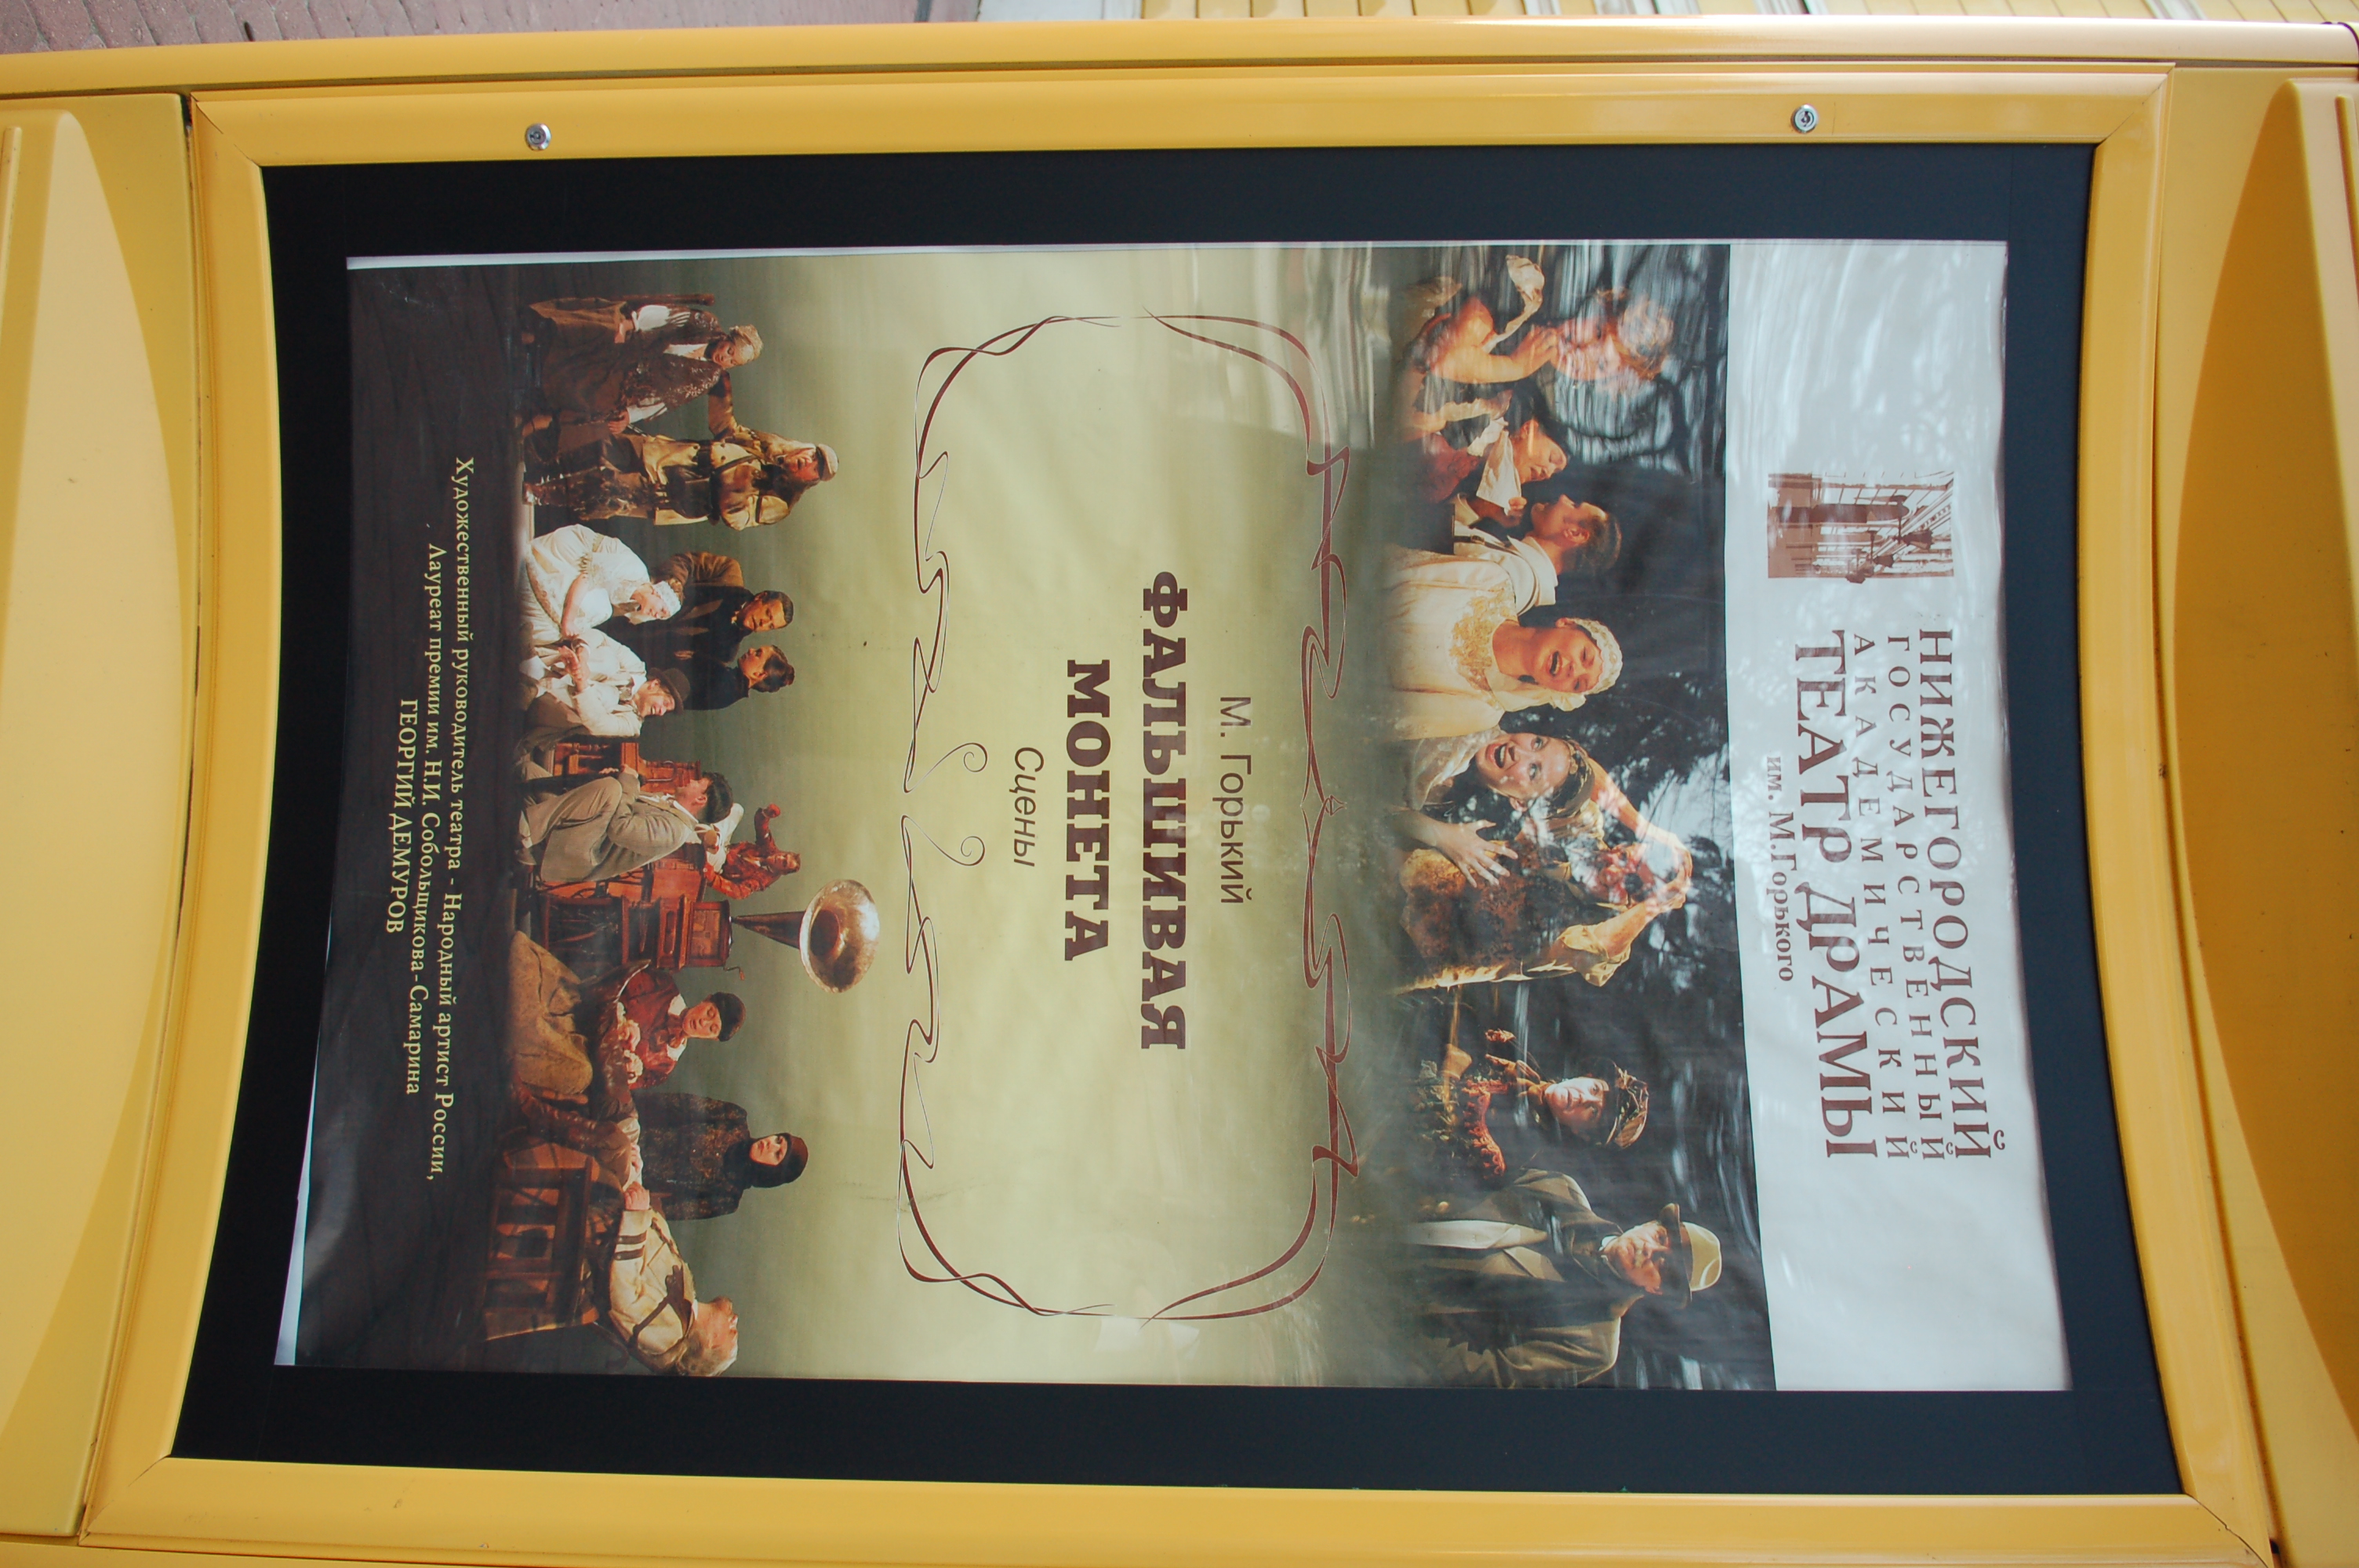 НИЖЕГОРОДСКИЙ
ГОСУДАРСТВЕННЫЙ
АКАДЕМИЧЕСКИЙ
ТЕАТР ДРАМЫ
им. М.Горького
М. Горький
ФАЛЬШИВАЯ
МОНЕТА
Сцены
Художественный руководитель театра - Народный артист России,
Лауреат премии им. Н.И. Собольщикова-Самарина
ГЕОРГИЙ ДЕМУРОВ